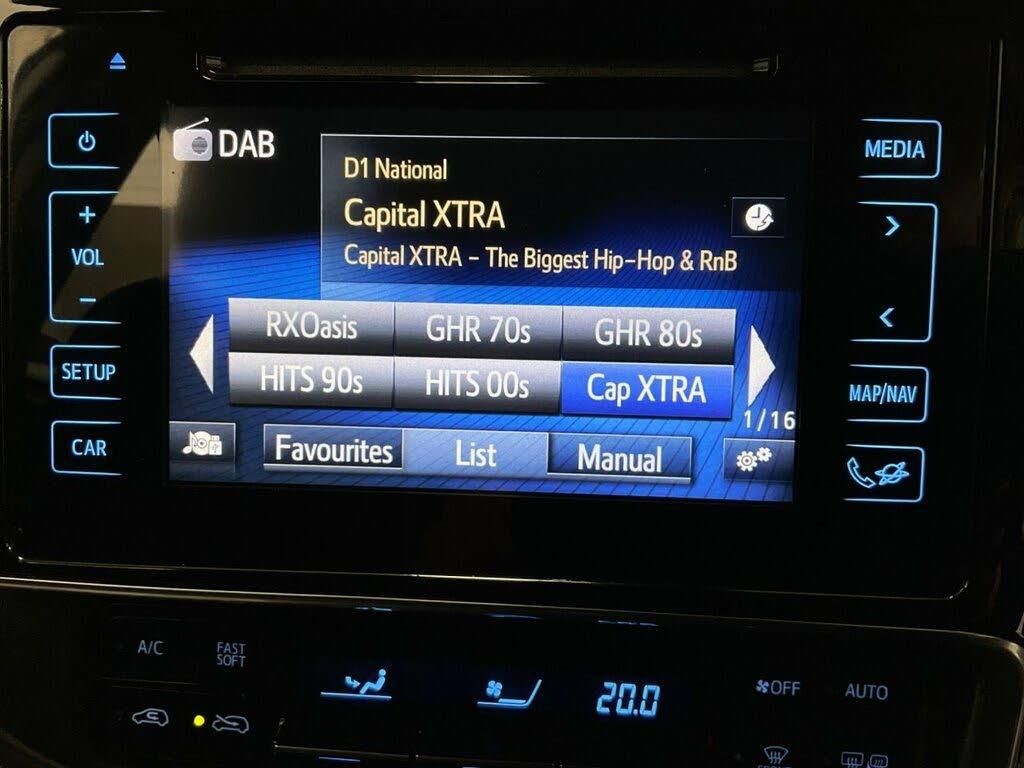 DAB
D1 National
Capital XTRA
Capital XTRA - The Biggest Hip-Hop & RnB
RXOasis GHR 70s GHR 80s
HITS 90s HITS 00s Cap XTRA
1/16
Favourites List Manual
+
VOL
-
SETUP
CAR
MEDIA
>
<
MAP/NAV
A/C
FAST
SOFT
20.0
OFF
AUTO